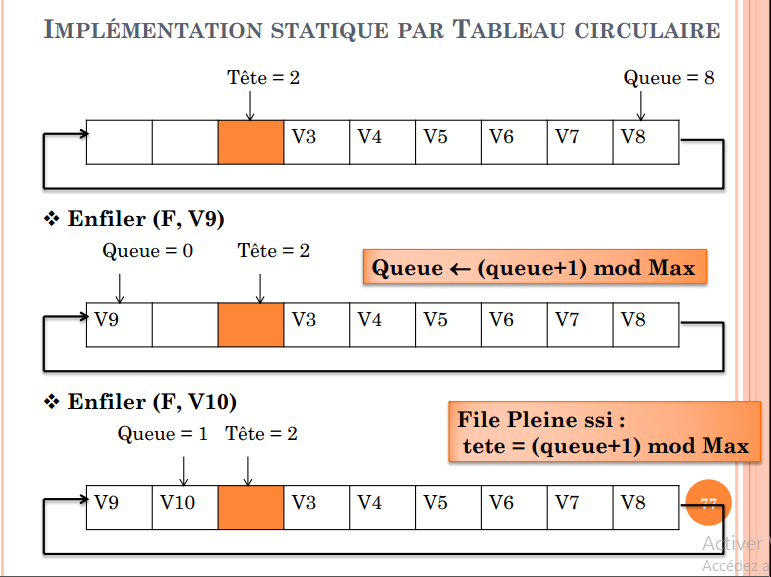 IMPLÉMENTATION STATIQUE PAR TABLEAU CIRCULAIRE
Tête = 2 Queue = 8
V3 V4 V5 V6 V7 V8
❖ Enfiler (F, V9)
Queue = 0 Tête = 2
Queue ← (queue+1) mod Max
V9 V3 V4 V5 V6 V7 V8
❖ Enfiler (F, V10)
Queue = 1 Tête = 2
File Pleine ssi :
tete = (queue+1) mod Max
V9 V10 V3 V4 V5 V6 V7 V8
77
Activer
Accédez a